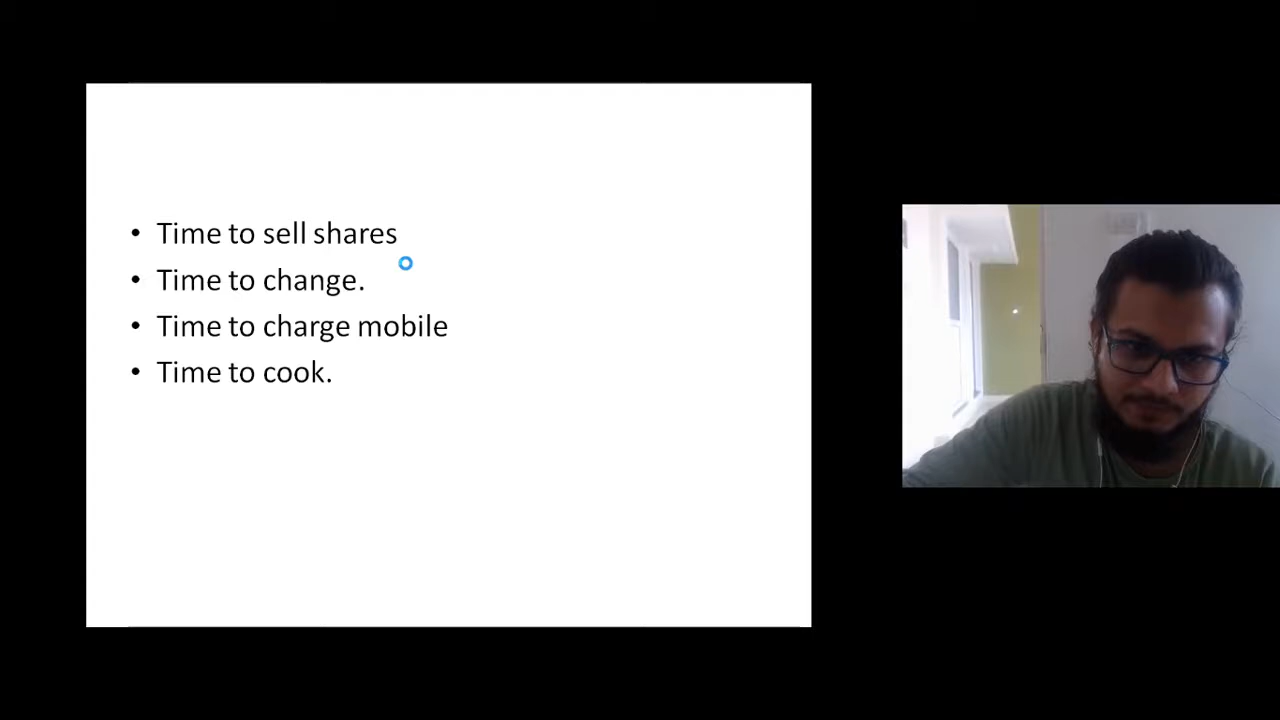 • Time to sell shares
• Time to change.
• Time to charge mobile
• Time to cook.